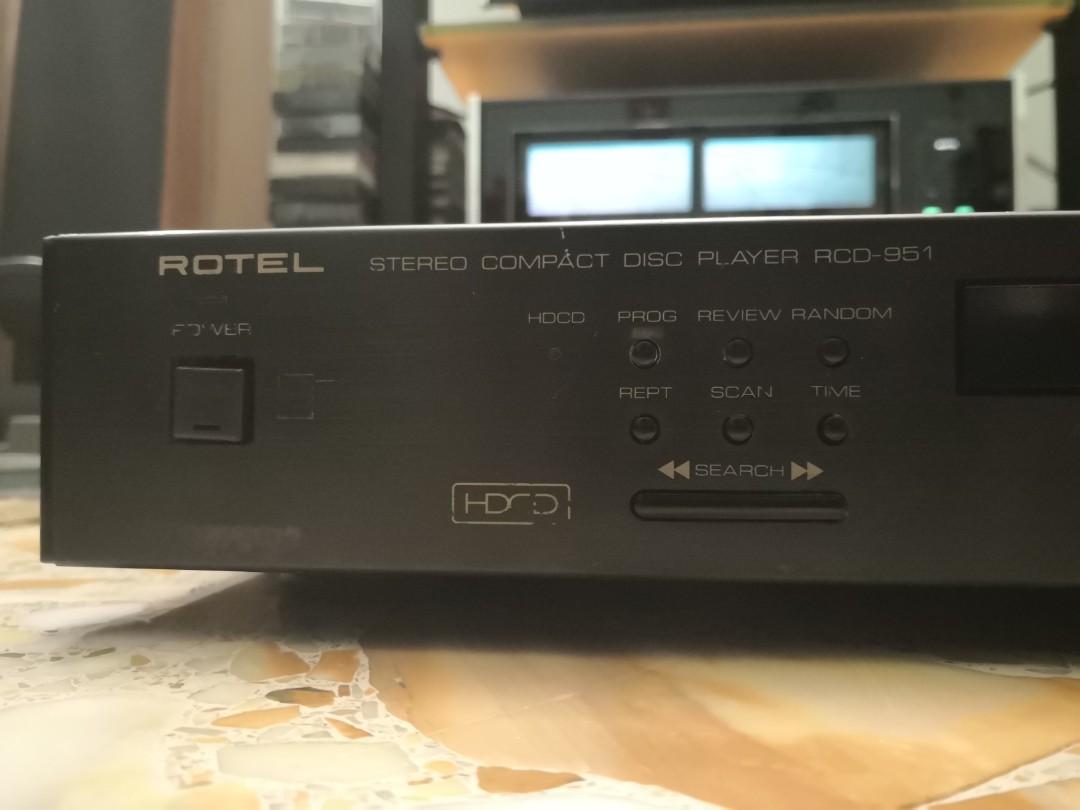 ROTEL STEREO COMPACT DISC PLAYER RCD-951
POWER HDCD PROG REVIEW RANDOM
REPT SCAN TIME
SEARCH
HDCD